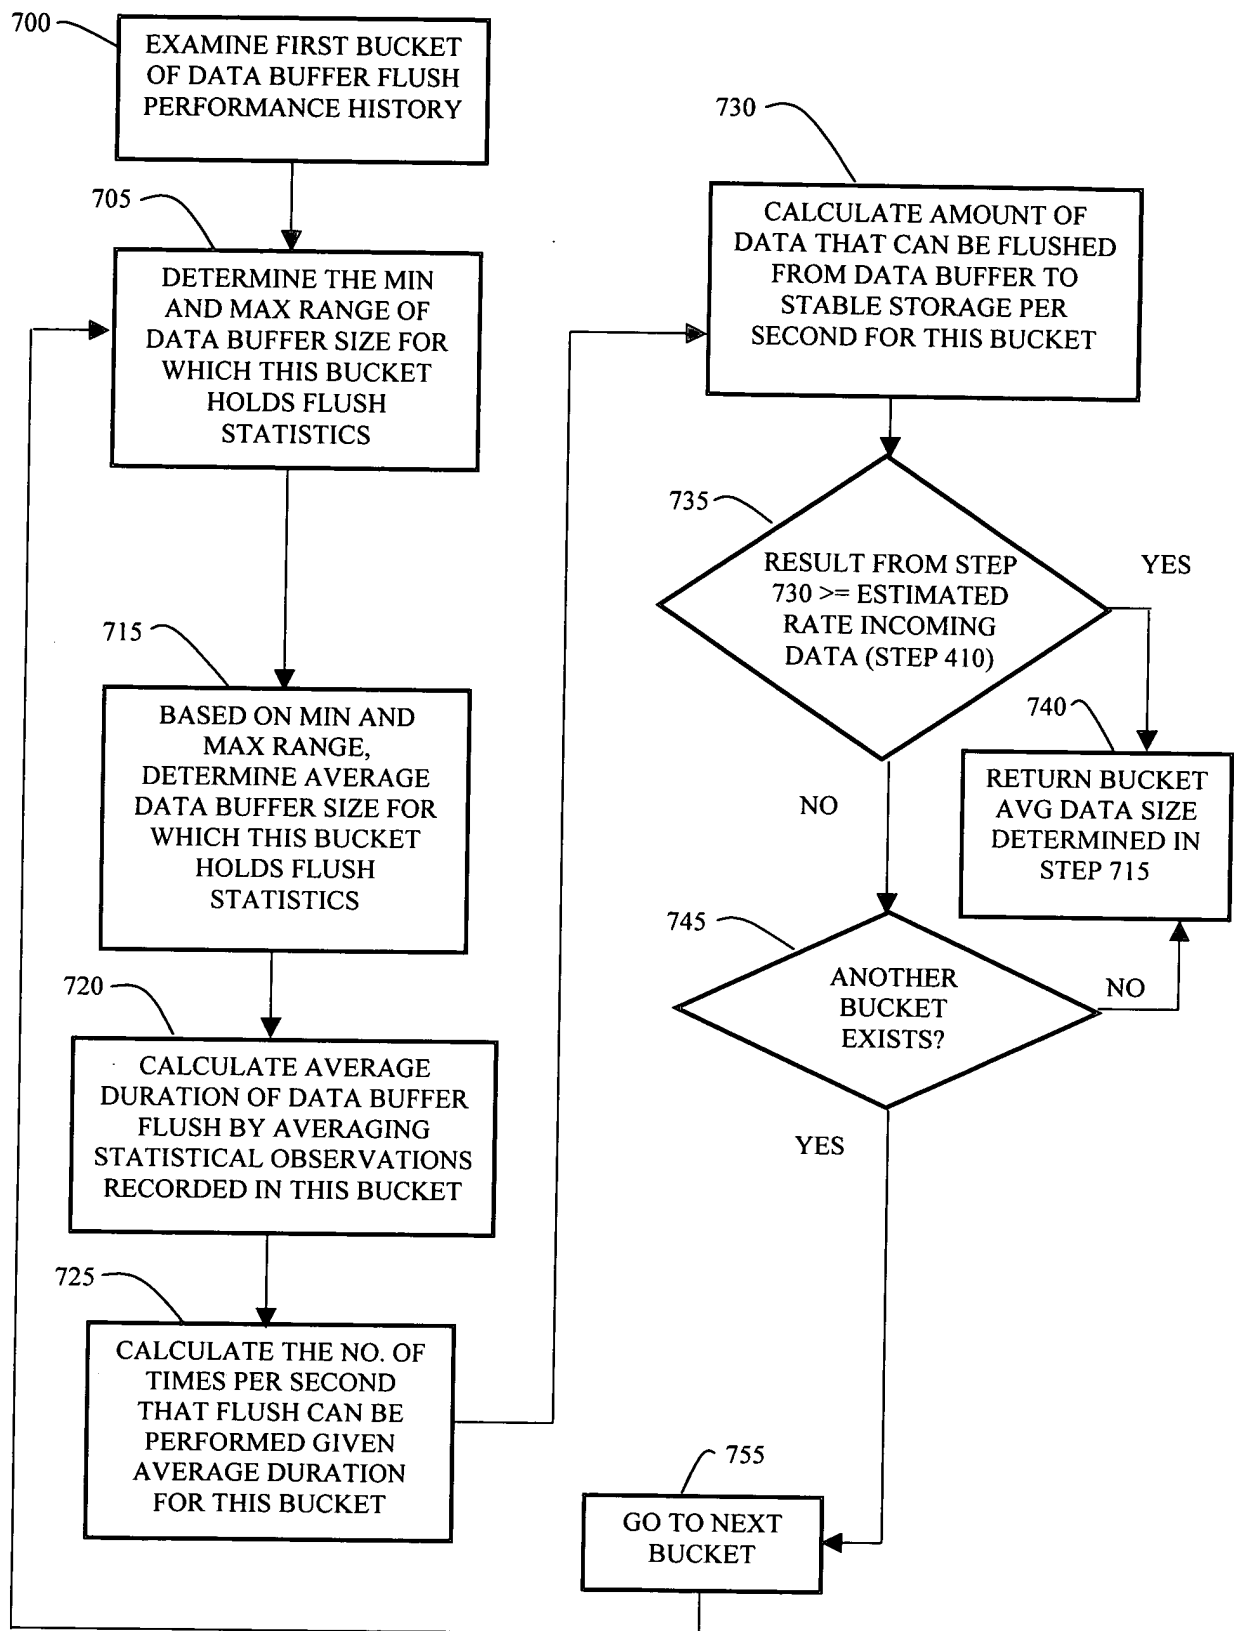 700
EXAMINE FIRST BUCKET
OF DATA BUFFER FLUSH
PERFORMANCE HISTORY
705
DETERMINE THE MIN
AND MAX RANGE OF
DATA BUFFER SIZE FOR
WHICH THIS BUCKET
HOLDS FLUSH
STATISTICS
715
BASED ON MIN AND
MAX RANGE,
DETERMINE AVERAGE
DATA BUFFER SIZE FOR
WHICH THIS BUCKET
HOLDS FLUSH
STATISTICS
720
CALCULATE AVERAGE
DURATION OF DATA BUFFER
FLUSH BY AVERAGING
STATISTICAL OBSERVATIONS
RECORDED IN THIS BUCKET
725
CALCULATE THE NO. OF
TIMES PER SECOND
THAT FLUSH CAN BE
PERFORMED GIVEN
AVERAGE DURATION
FOR THIS BUCKET
730
CALCULATE AMOUNT OF
DATA THAT CAN BE FLUSHED
FROM DATA BUFFER TO
STABLE STORAGE PER
SECOND FOR THIS BUCKET
735
RESULT FROM STEP
730 >= ESTIMATED
RATE INCOMING
DATA (STEP 410)
YES
NO
740
RETURN BUCKET
AVG DATA SIZE
DETERMINED IN
STEP 715
745
ANOTHER
BUCKET
EXISTS?
NO
YES
755
GO TO NEXT
BUCKET